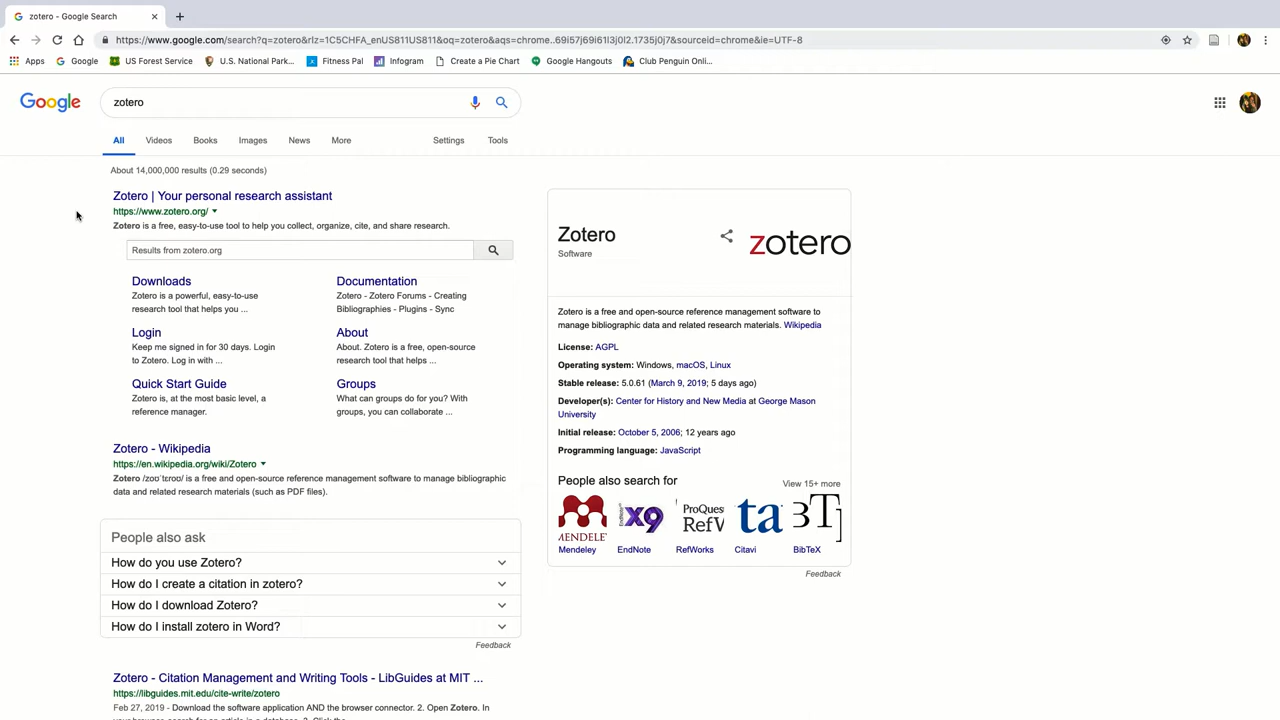 zotero - Google Search
https://www.google.com/search?q=zotero&rlz=1C5CHFA_enUS811US811&oq=zotero&aqs=chrome..69i57j69i61l3j0l2.1735j0j7&sourceid=chrome&ie=UTF-8
Apps Google US Forest Service U.S. National Park... Fitness Pal Infogram Create a Pie Chart Google Hangouts Club Penguin Onli...
Google
zotero
All Videos Books Images News More Settings Tools
About 14,000,000 results (0.29 seconds)
Zotero | Your personal research assistant
https://www.zotero.org/
Zotero is a free, easy-to-use tool to help you collect, organize, cite, and share research.
Results from zotero.org
Downloads
Zotero is a powerful, easy-to-use
research tool that helps you ...
Documentation
Zotero - Zotero Forums - Creating
Bibliographies - Plugins - Sync
Login
Keep me signed in for 30 days. Login
to Zotero. Log in with ...
About
About. Zotero is a free, open-source
research tool that helps ...
Quick Start Guide
Zotero is, at the most basic level, a
reference manager.
Groups
What can groups do for you? With
groups, you can collaborate ...
Zotero - Wikipedia
https://en.wikipedia.org/wiki/Zotero
Zotero /zoʊˈtɛroʊ/ is a free and open-source reference management software to manage bibliographic
data and related research materials (such as PDF files).
People also ask
How do you use Zotero?
How do I create a citation in zotero?
How do I download Zotero?
How do I install zotero in Word?
Feedback
Zotero - Citation Management and Writing Tools - LibGuides at MIT ...
https://libguides.mit.edu/cite-write/zotero
Feb 27, 2019 - Download the software application AND the browser connector. 2. Open Zotero. In
Zotero
Software
zotero
Zotero is a free and open-source reference management software to
manage bibliographic data and related research materials. Wikipedia
License: AGPL
Operating system: Windows, macOS, Linux
Stable release: 5.0.61 (March 9, 2019; 5 days ago)
Developer(s): Center for History and New Media at George Mason
University
Initial release: October 5, 2006; 12 years ago
Programming language: JavaScript
People also search for
View 15+ more
MENDELE
X9
ProQues
RefV
ta
Mendeley EndNote RefWorks Citavi BibTeX
Feedback